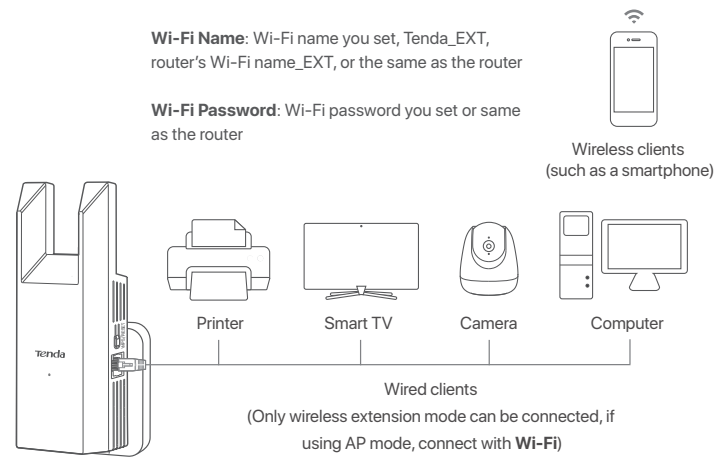 Wi-Fi Name: Wi-Fi name you set, Tenda_EXT,
router's Wi-Fi name_EXT, or the same as the router
Wi-Fi Password: Wi-Fi password you set or same
as the router
Wireless clients
(such as a smartphone)
Printer
Smart TV
Camera
Computer
WPS/RESET
Tenda
Wired clients
(Only wireless extension mode can be connected, if
using AP mode, connect with Wi-Fi)